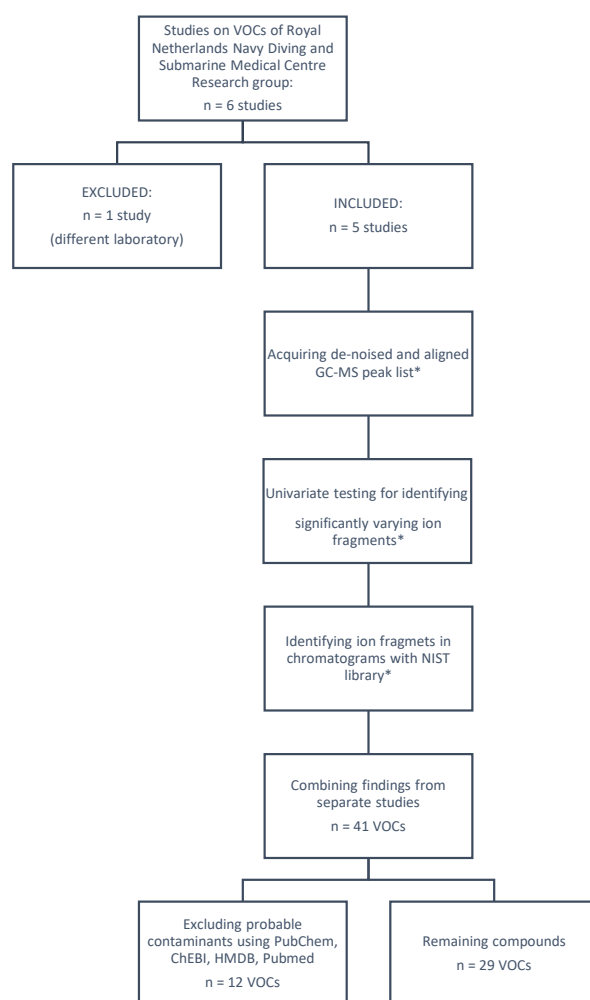 Studies on VOCs of Royal
Netherlands Navy Diving and
Submarine Medical Centre
Research group:
n = 6 studies
EXCLUDED:
n = 1 study
(different laboratory)
INCLUDED:
n = 5 studies
Acquiring de-noised and aligned
GC-MS peak list*
Univariate testing for identifying
significantly varying ion
fragments*
Identifying ion fragmets in
chromatograms with NIST
library*
Combining findings from
separate studies
n = 41 VOCs
Excluding probable
contaminants using PubChem,
ChEBI, HMDB, Pubmed
n = 12 VOCs
Remaining compounds
n = 29 VOCs